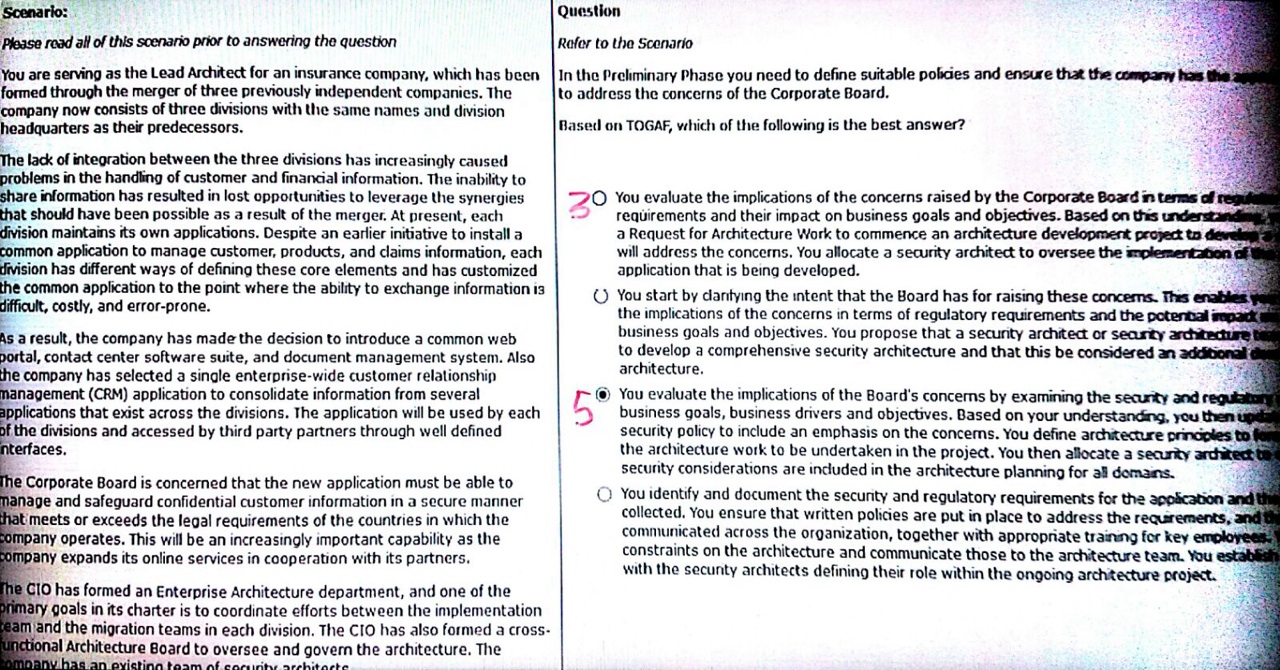 Scenario:
Please read all of this scenario prior to answering the question
You are serving as the Lead Architect for an insurance company, which has been
formed through the merger of three previously independent companies. The
company now consists of three divisions with the same names and division
headquarters as their predecessors.
The lack of integration between the three divisions has increasingly caused
problems in the handling of customer and financial information. The inability to
share information has resulted in lost opportunities to leverage the synergies
that should have been possible as a result of the merger. At present, each
division maintains its own applications. Despite an earlier initiative to install a
common application to manage customer, products, and claims information, each
division has different ways of defining these core elements and has customized
the common application to the point where the ability to exchange information is
difficult, costly, and error-prone.
As a result, the company has made the decision to introduce a common web
portal, contact center software suite, and document management system. Also
the company has selected a single enterprise-wide customer relationship
management (CRM) application to consolidate information from several
applications that exist across the divisions. The application will be used by each
of the divisions and accessed by third party partners through well defined
nterfaces.
The Corporate Board is concerned that the new application must be able to
manage and safeguard confidential customer information in a secure manner
that meets or exceeds the legal requirements of the countries in which the
company operates. This will be an increasingly important capability as the
company expands its online services in cooperation with its partners.
The CIO has formed an Enterprise Architecture department, and one of the
primary goals in its charter is to coordinate efforts between the implementation
team and the migration teams in each division. The CIO has also formed a cross-
unctional Architecture Board to oversee and govern the architecture. The
company has an existing team of security architects
Question
Refer to the Scenario
In the Preliminary Phase you need to define suitable policies and ensure that the company has the
to address the concerns of the Corporate Board.
Based on TOGAF, which of the following is the best answer?
3 You evaluate the implications of the concerns raised by the Corporate Board in terms of
requirements and their impact on business goals and objectives. Based on this understanding,
a Request for Architecture Work to commence an architecture development project to develop
will address the concerns. You allocate a security architect to oversee the implementation of
application that is being developed.
You start by clarifying the intent that the Board has for raising these concerns. This enables
the implications of the concerns in terms of regulatory requirements and the potential impact
business goals and objectives. You propose that a security architect or security architecture
to develop a comprehensive security architecture and that this be considered an additional
architecture.
5 You evaluate the implications of the Board's concerns by examining the security and regulatory
business goals, business drivers and objectives. Based on your understanding, you then
security policy to include an emphasis on the concerns. You define architecture principles to
the architecture work to be undertaken in the project. You then allocate a security architect to
security considerations are included in the architecture planning for all domains.
You identify and document the security and regulatory requirements for the application and
collected. You ensure that written policies are put in place to address the requirements, and
communicated across the organization, together with appropriate training for key employees.
constraints on the architecture and communicate those to the architecture team. You establish
with the security architects defining their role within the ongoing architecture project.